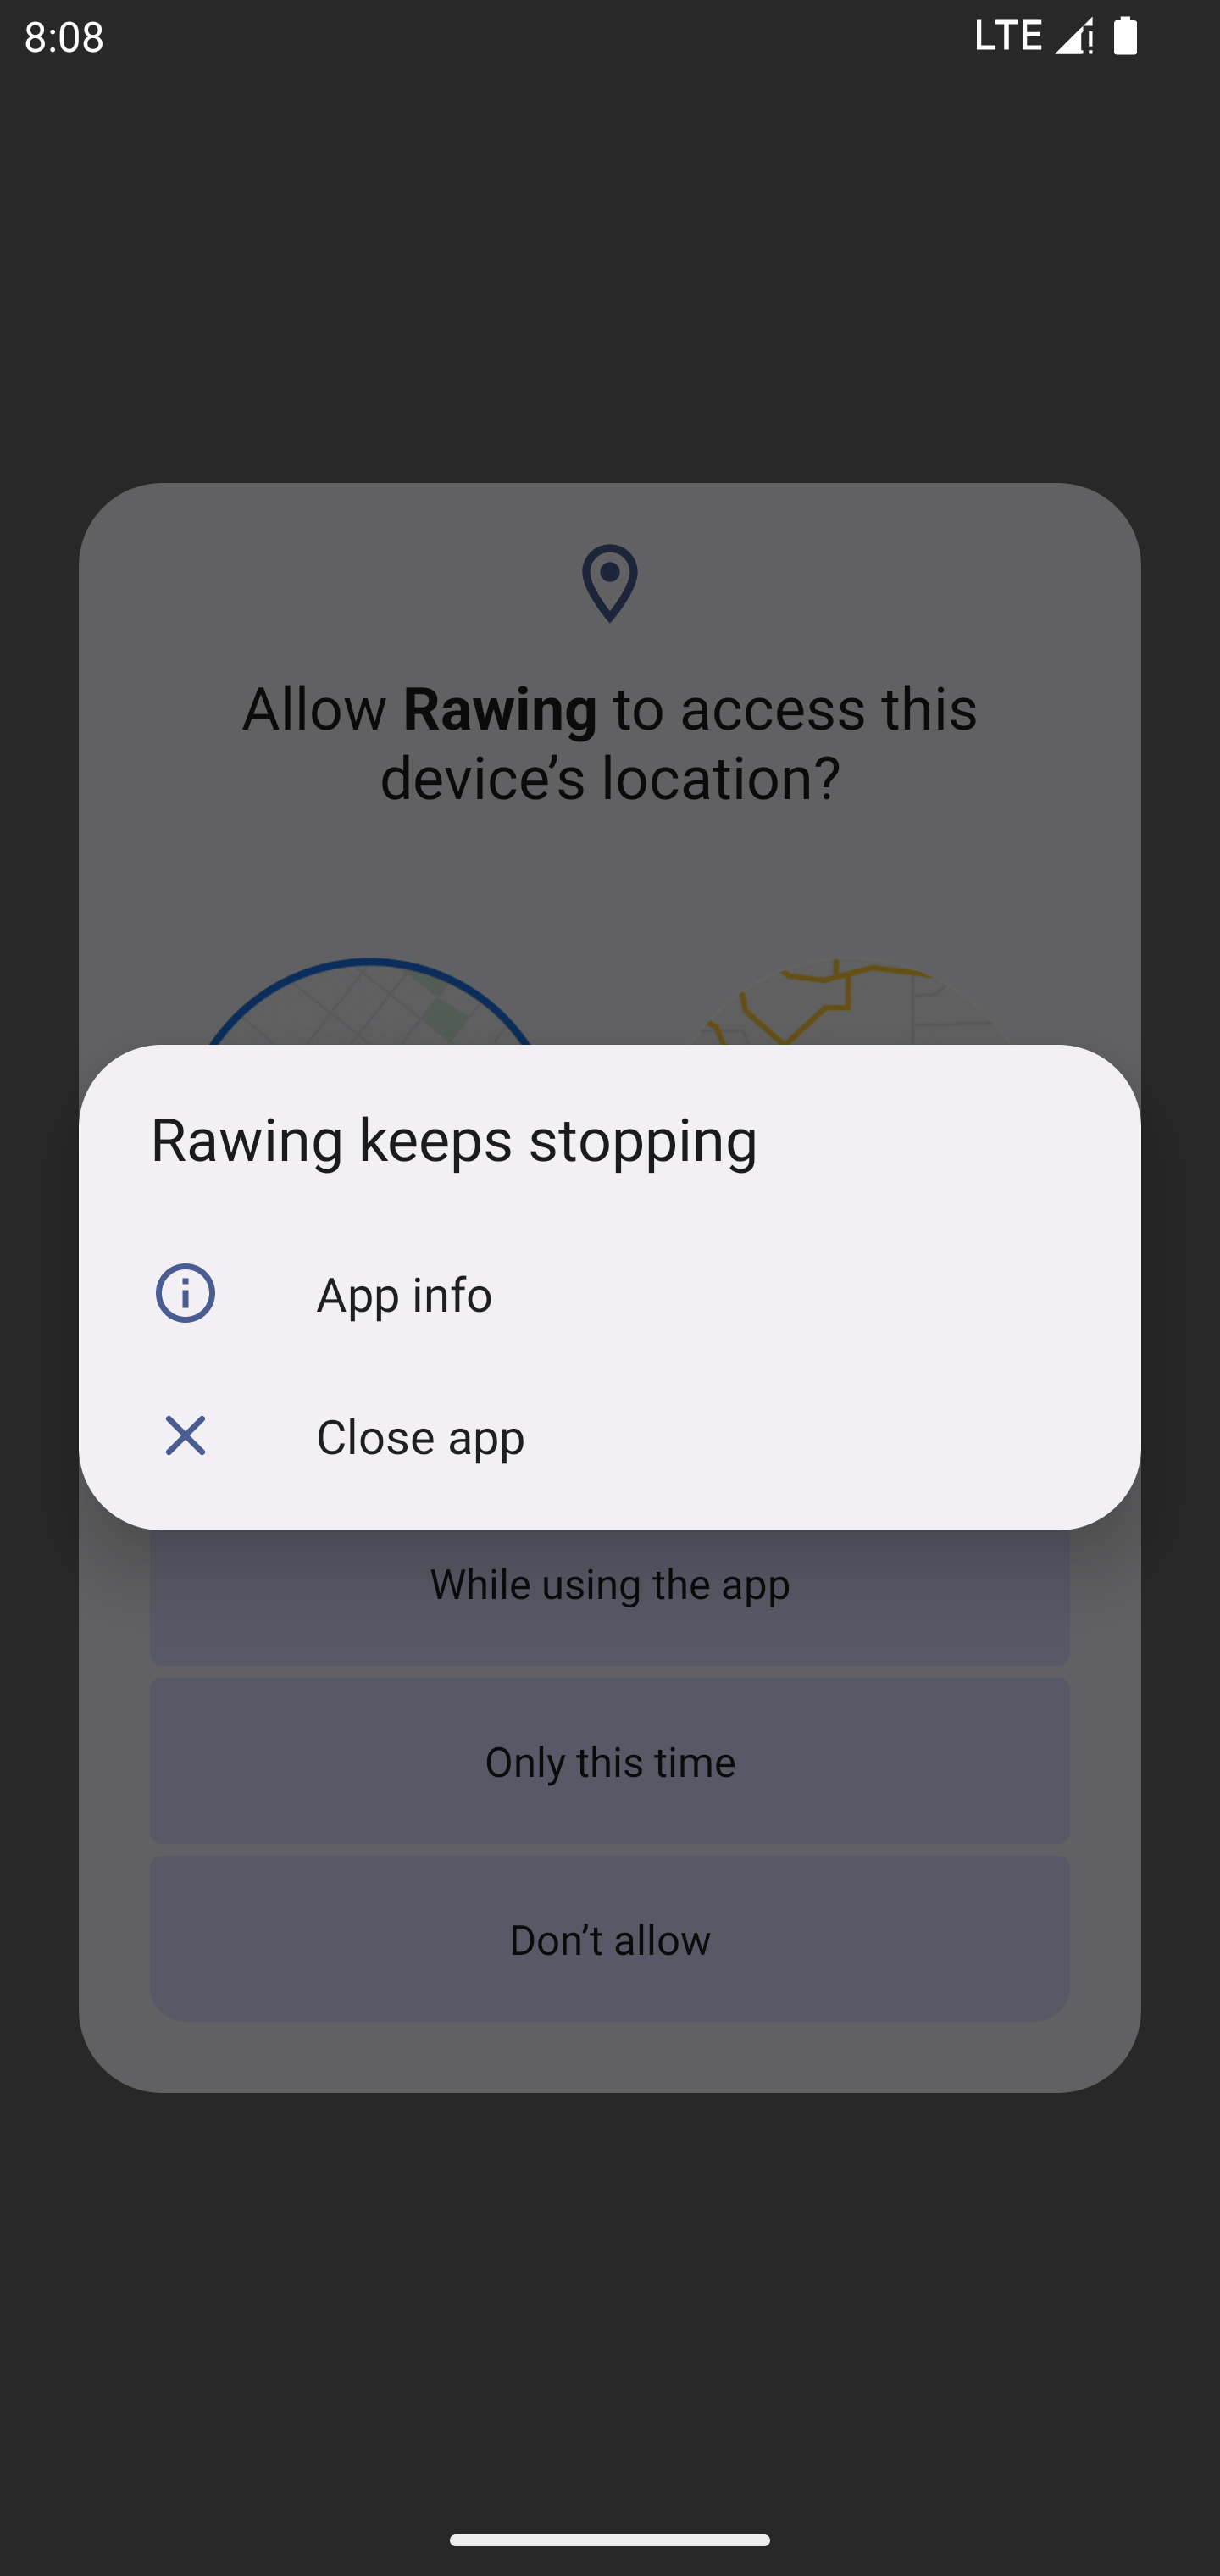 8:08
LTE
Allow Rawing to access this
device’s location?
Rawing keeps stopping
App info
Close app
While using the app
Only this time
Don’t allow